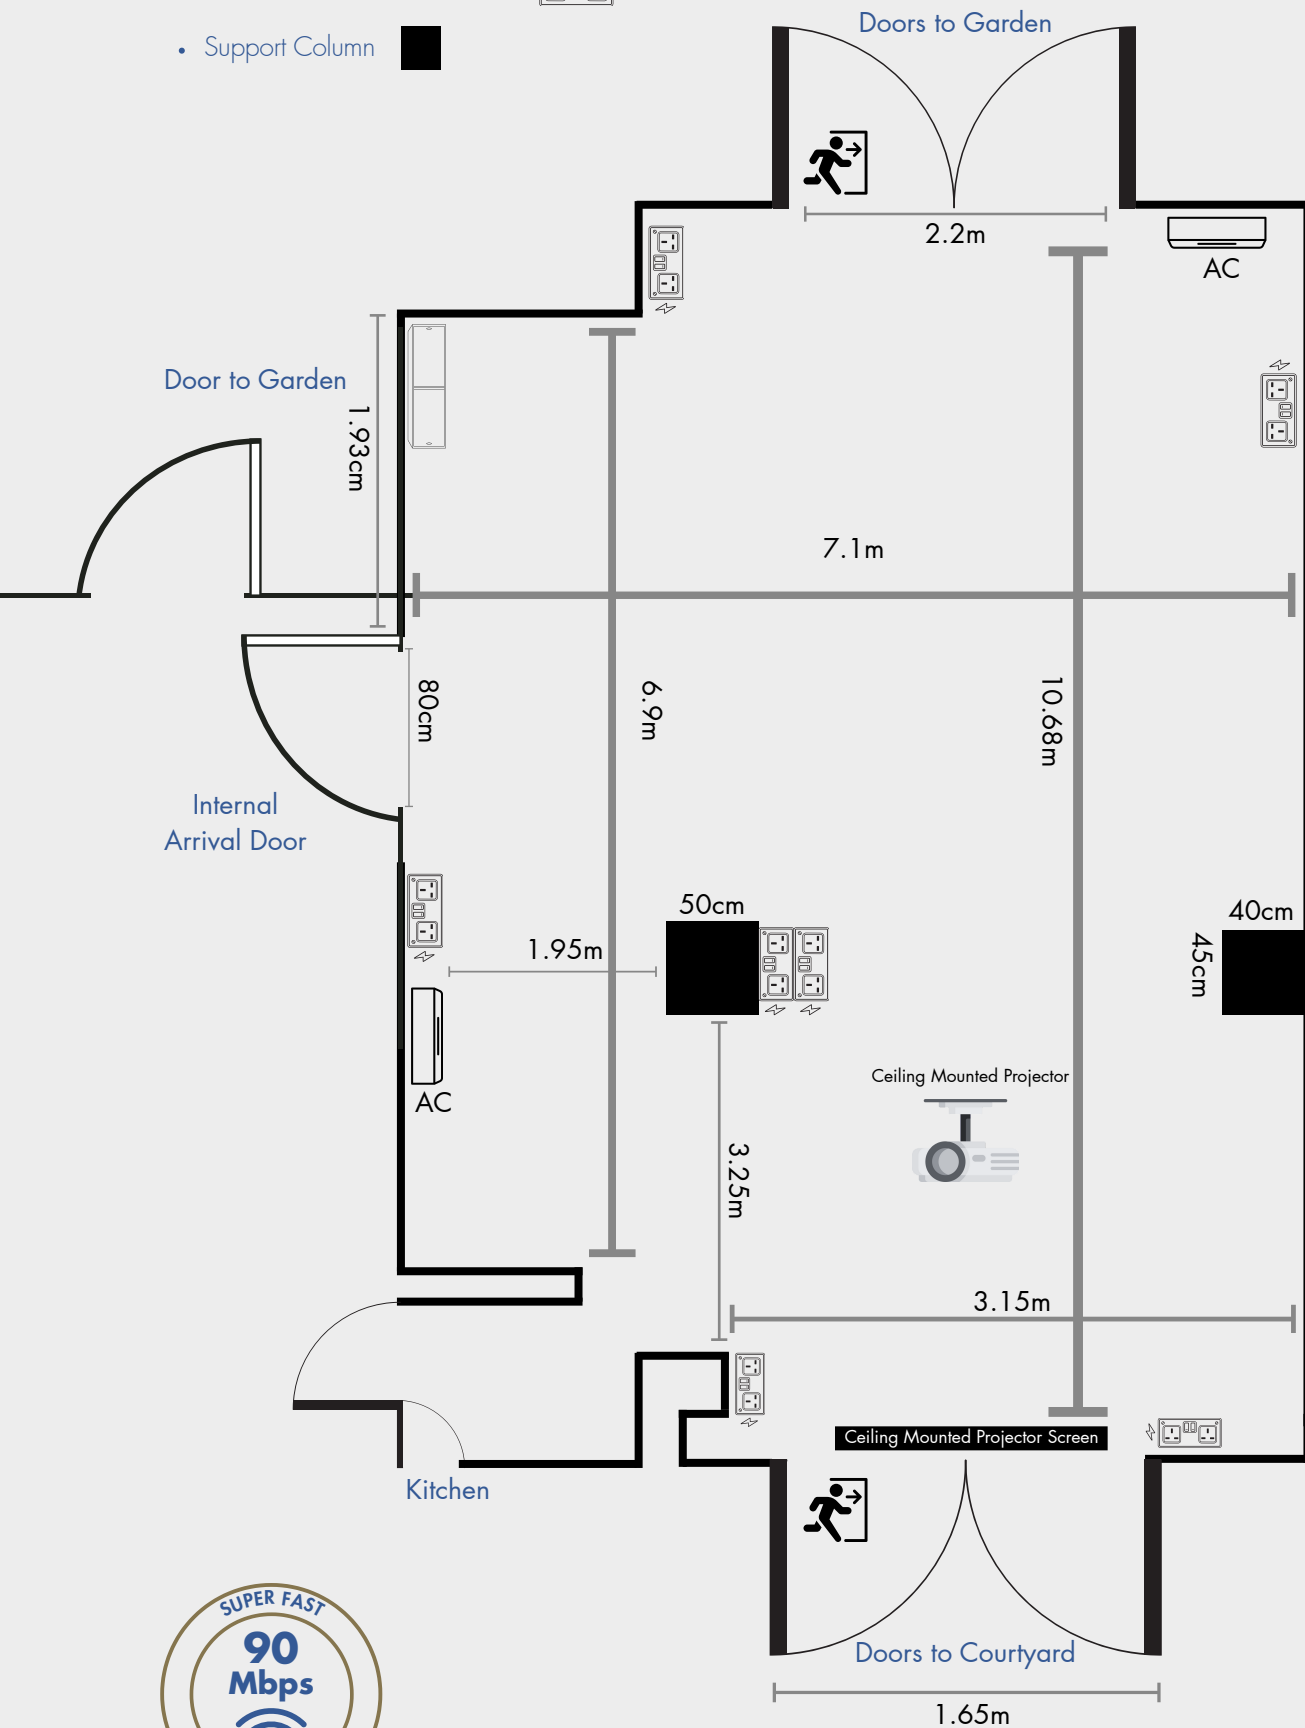 Doors to Garden
• Support Column
2.2m
AC
Door to Garden
1.93cm
7.1m
80cm
6.9m
10.68m
Internal
Arrival Door
50cm
40cm
45cm
1.95m
Ceiling Mounted Projector
AC
3.25m
3.15m
Ceiling Mounted Projector Screen
Kitchen
SUPER FAST
90
Mbps
Doors to Courtyard
1.65m